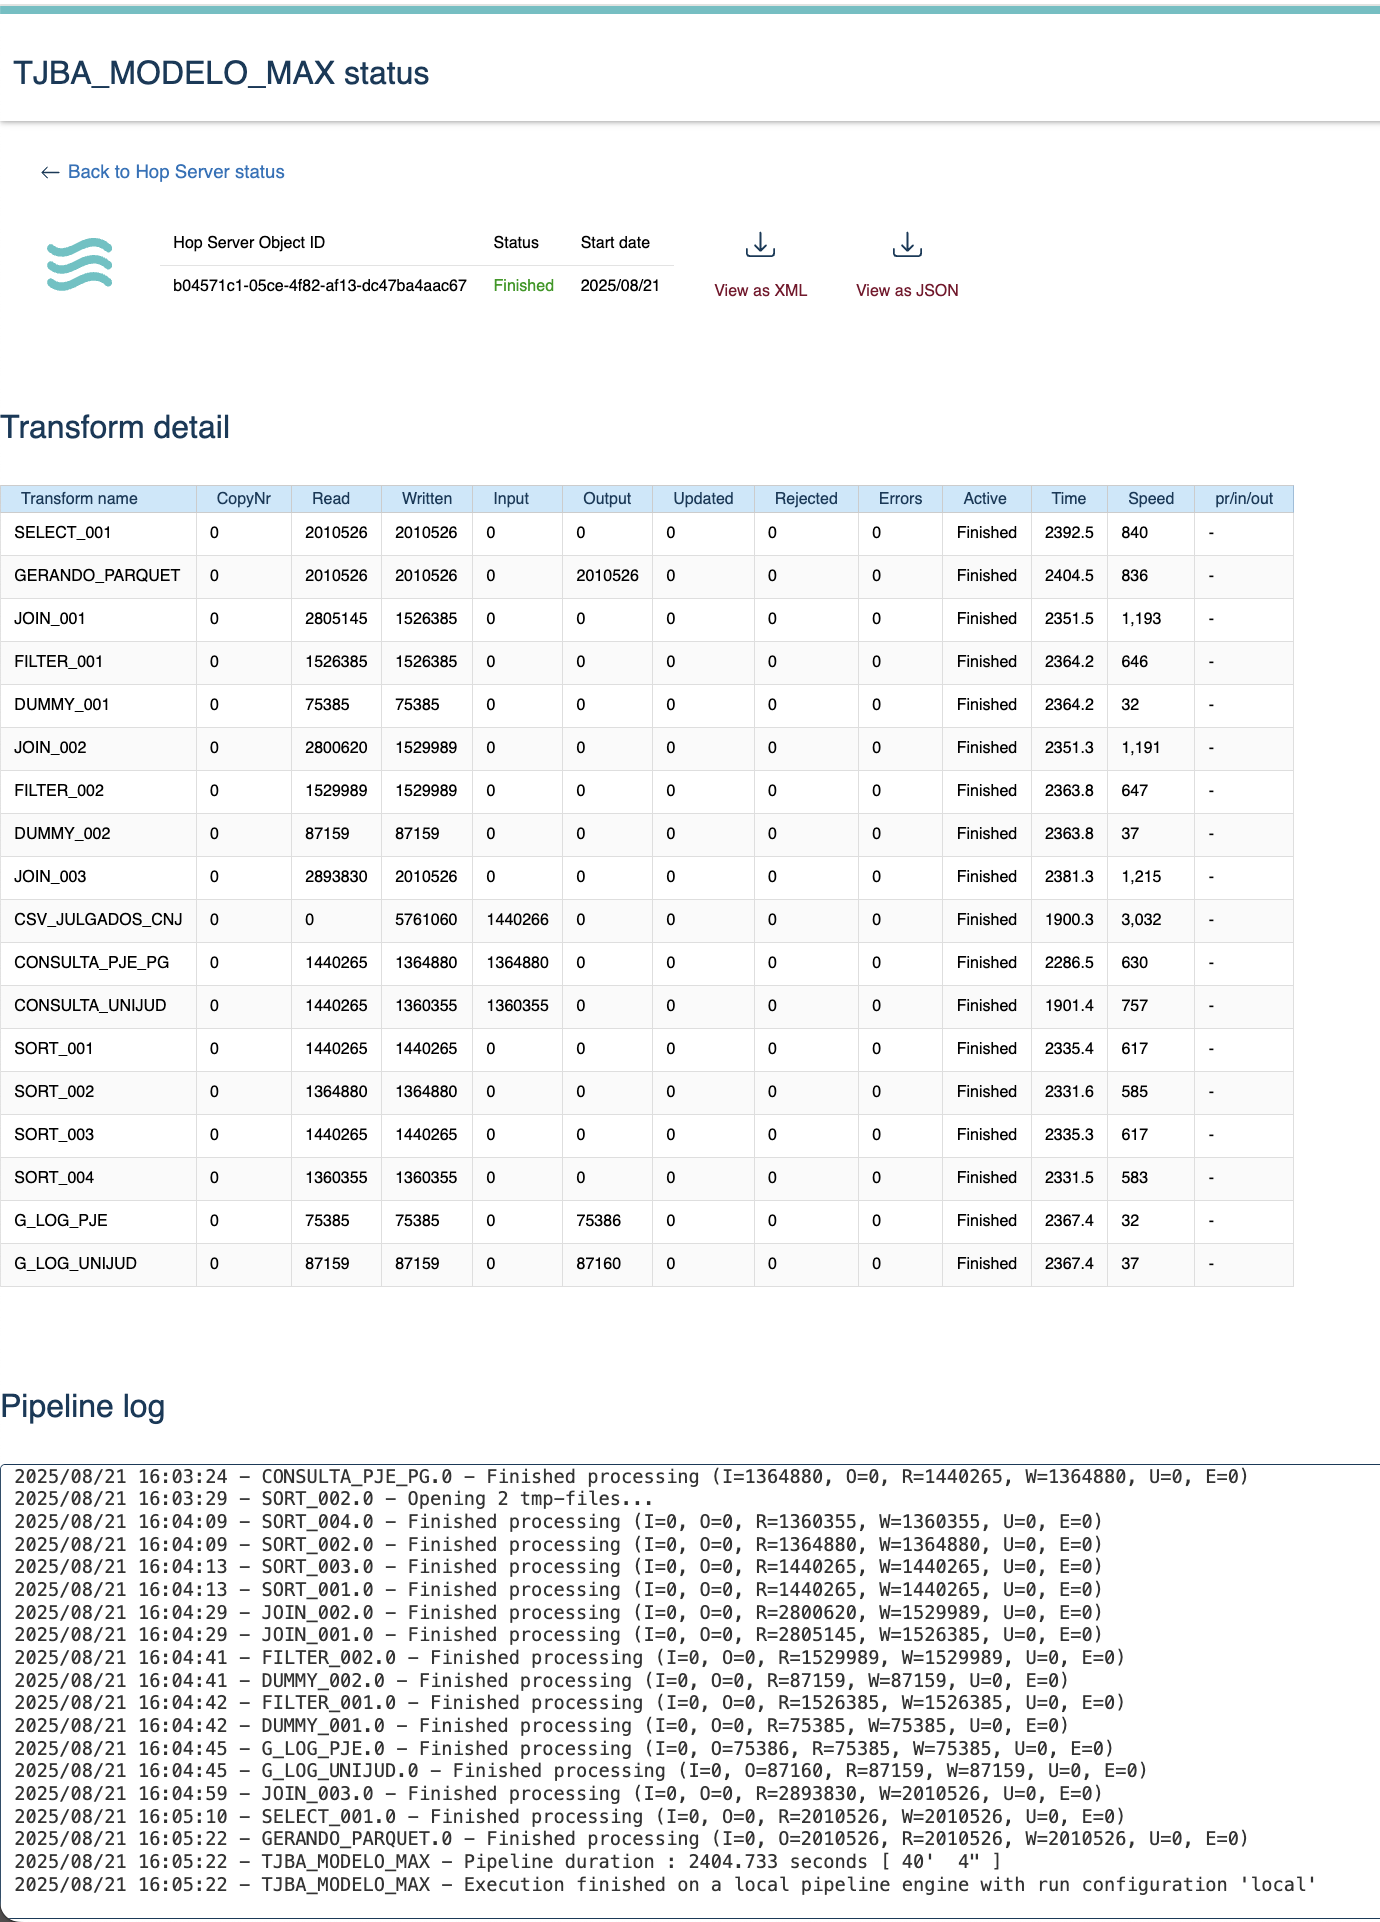 TJBA_MODELO_MAX status
← Back to Hop Server status
Hop Server Object ID Status Start date
b04571c1-05ce-4f82-af13-dc47ba4aac67 Finished 2025/08/21 View as XML View as JSON
Transform detail
Transform name CopyNr Read Written Input Output Updated Rejected Errors Active Time Speed pr/in/out
SELECT_001 0 2010526 2010526 0 0 0 0 0 Finished 2392.5 840 -
GERANDO_PARQUET 0 2010526 2010526 0 2010526 0 0 0 Finished 2404.5 836 -
JOIN_001 0 2805145 1526385 0 0 0 0 0 Finished 2351.5 1,193 -
FILTER_001 0 1526385 1526385 0 0 0 0 0 Finished 2364.2 646 -
DUMMY_001 0 75385 75385 0 0 0 0 0 Finished 2364.2 32 -
JOIN_002 0 2800620 1529989 0 0 0 0 0 Finished 2351.3 1,191 -
FILTER_002 0 1529989 1529989 0 0 0 0 0 Finished 2363.8 647 -
DUMMY_002 0 87159 87159 0 0 0 0 0 Finished 2363.8 37 -
JOIN_003 0 2893830 2010526 0 0 0 0 0 Finished 2381.3 1,215 -
CSV_JULGADOS_CNJ 0 0 5761060 1440266 0 0 0 0 Finished 1900.3 3,032 -
CONSULTA_PJE_PG 0 1440265 1364880 1364880 0 0 0 0 Finished 2286.5 630 -
CONSULTA_UNIJUD 0 1440265 1360355 1360355 0 0 0 0 Finished 1901.4 757 -
SORT_001 0 1440265 1440265 0 0 0 0 0 Finished 2335.4 617 -
SORT_002 0 1364880 1364880 0 0 0 0 0 Finished 2331.6 585 -
SORT_003 0 1440265 1440265 0 0 0 0 0 Finished 2335.3 617 -
SORT_004 0 1360355 1360355 0 0 0 0 0 Finished 2331.5 583 -
G_LOG_PJE 0 75385 75385 0 75386 0 0 0 Finished 2367.4 32 -
G_LOG_UNIJUD 0 87159 87159 0 87160 0 0 0 Finished 2367.4 37 -
Pipeline log
2025/08/21 16:03:24 - CONSULTA_PJE_PG.0 - Finished processing (I=1364880, O=0, R=1440265, W=1364880, U=0, E=0)
2025/08/21 16:03:29 - SORT_002.0 - Opening 2 tmp-files...
2025/08/21 16:04:09 - SORT_004.0 - Finished processing (I=0, O=0, R=1360355, W=1360355, U=0, E=0)
2025/08/21 16:04:09 - SORT_002.0 - Finished processing (I=0, O=0, R=1364880, W=1364880, U=0, E=0)
2025/08/21 16:04:13 - SORT_003.0 - Finished processing (I=0, O=0, R=1440265, W=1440265, U=0, E=0)
2025/08/21 16:04:13 - SORT_001.0 - Finished processing (I=0, O=0, R=1440265, W=1440265, U=0, E=0)
2025/08/21 16:04:29 - JOIN_002.0 - Finished processing (I=0, O=0, R=2800620, W=1529989, U=0, E=0)
2025/08/21 16:04:29 - JOIN_001.0 - Finished processing (I=0, O=0, R=2805145, W=1526385, U=0, E=0)
2025/08/21 16:04:41 - FILTER_002.0 - Finished processing (I=0, O=0, R=1529989, W=1529989, U=0, E=0)
2025/08/21 16:04:41 - DUMMY_002.0 - Finished processing (I=0, O=0, R=87159, W=87159, U=0, E=0)
2025/08/21 16:04:42 - FILTER_001.0 - Finished processing (I=0, O=0, R=1526385, W=1526385, U=0, E=0)
2025/08/21 16:04:42 - DUMMY_001.0 - Finished processing (I=0, O=0, R=75385, W=75385, U=0, E=0)
2025/08/21 16:04:45 - G_LOG_PJE.0 - Finished processing (I=0, O=75386, R=75385, W=75385, U=0, E=0)
2025/08/21 16:04:45 - G_LOG_UNIJUD.0 - Finished processing (I=0, O=87160, R=87159, W=87159, U=0, E=0)
2025/08/21 16:04:59 - JOIN_003.0 - Finished processing (I=0, O=0, R=2893830, W=2010526, U=0, E=0)
2025/08/21 16:05:10 - SELECT_001.0 - Finished processing (I=0, O=0, R=2010526, W=2010526, U=0, E=0)
2025/08/21 16:05:22 - GERANDO_PARQUET.0 - Finished processing (I=0, O=2010526, R=2010526, W=2010526, U=0, E=0)
2025/08/21 16:05:22 - TJBA_MODELO_MAX - Pipeline duration : 2404.733 seconds [ 40'  4" ]
2025/08/21 16:05:22 - TJBA_MODELO_MAX - Execution finished on a local pipeline engine with run configuration 'local'